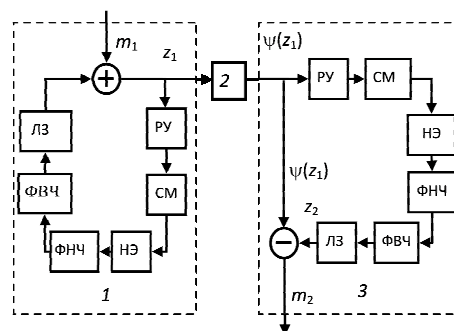 m1
z1
ψ(z1)
2
РУ
СМ
ЛЗ
РУ
НЭ
ФВЧ
СМ
ψ(z1)
ФНЧ
z2
ФНЧ
НЭ
ЛЗ
ФВЧ
1
m2
3